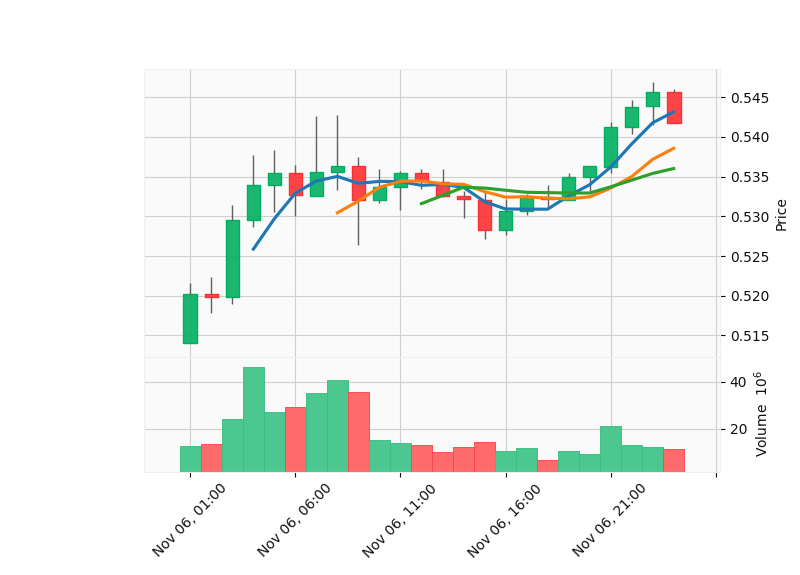 0.545
0.540
0.535
0.530
0.525
0.520
0.515
Price
40
20
Volume 10^6
Nov 06, 01:00
Nov 06, 06:00
Nov 06, 11:00
Nov 06, 16:00
Nov 06, 21:00